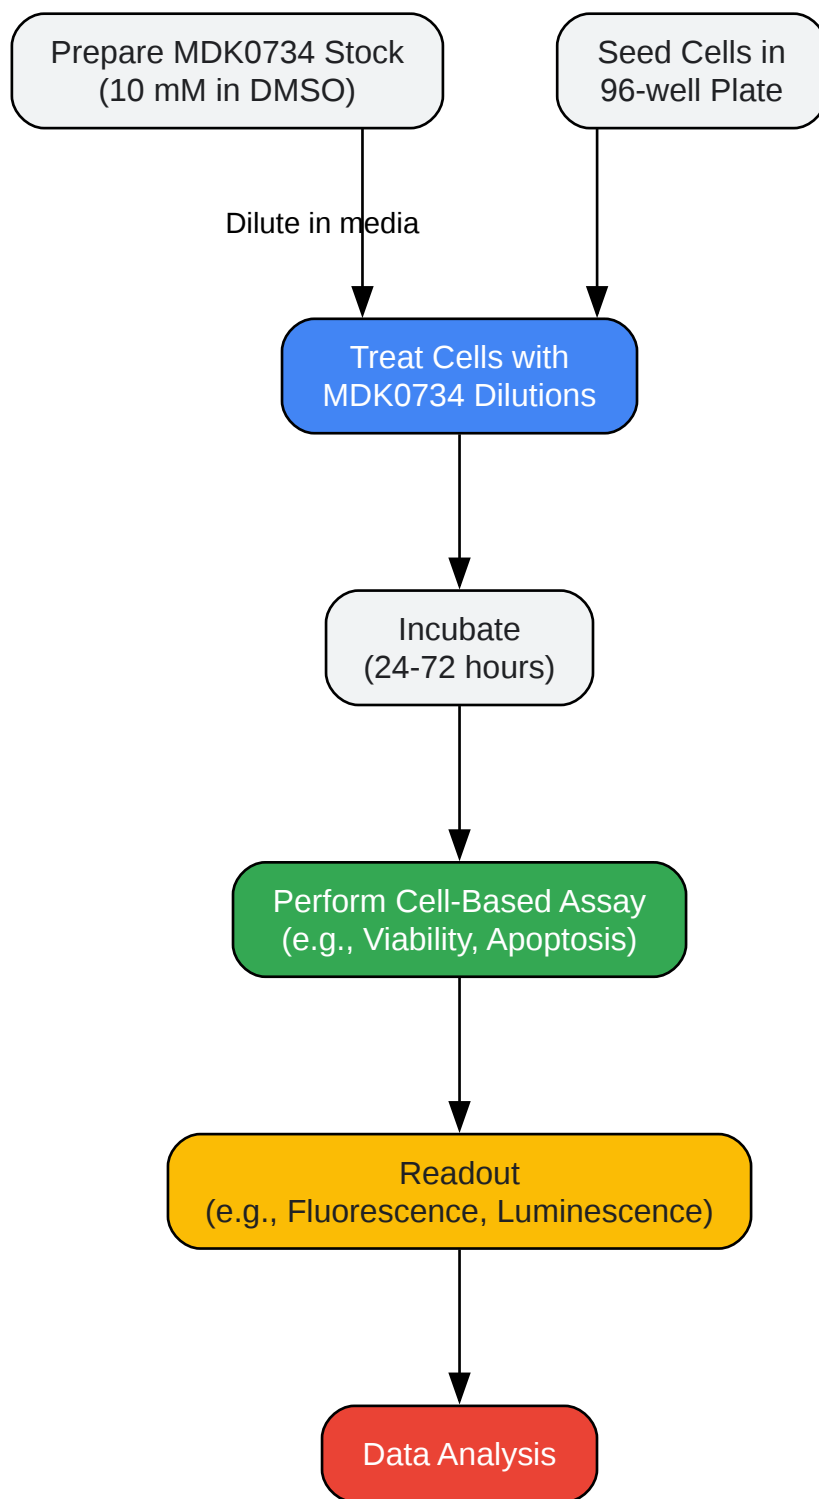 Prepare MDK0734 Stock
(10 mM in DMSO)
Seed Cells in
96-well Plate
Dilute in media
Treat Cells with
MDK0734 Dilutions
Incubate
(24-72 hours)
Perform Cell-Based Assay
(e.g., Viability, Apoptosis)
Readout
(e.g., Fluorescence, Luminescence)
Data Analysis